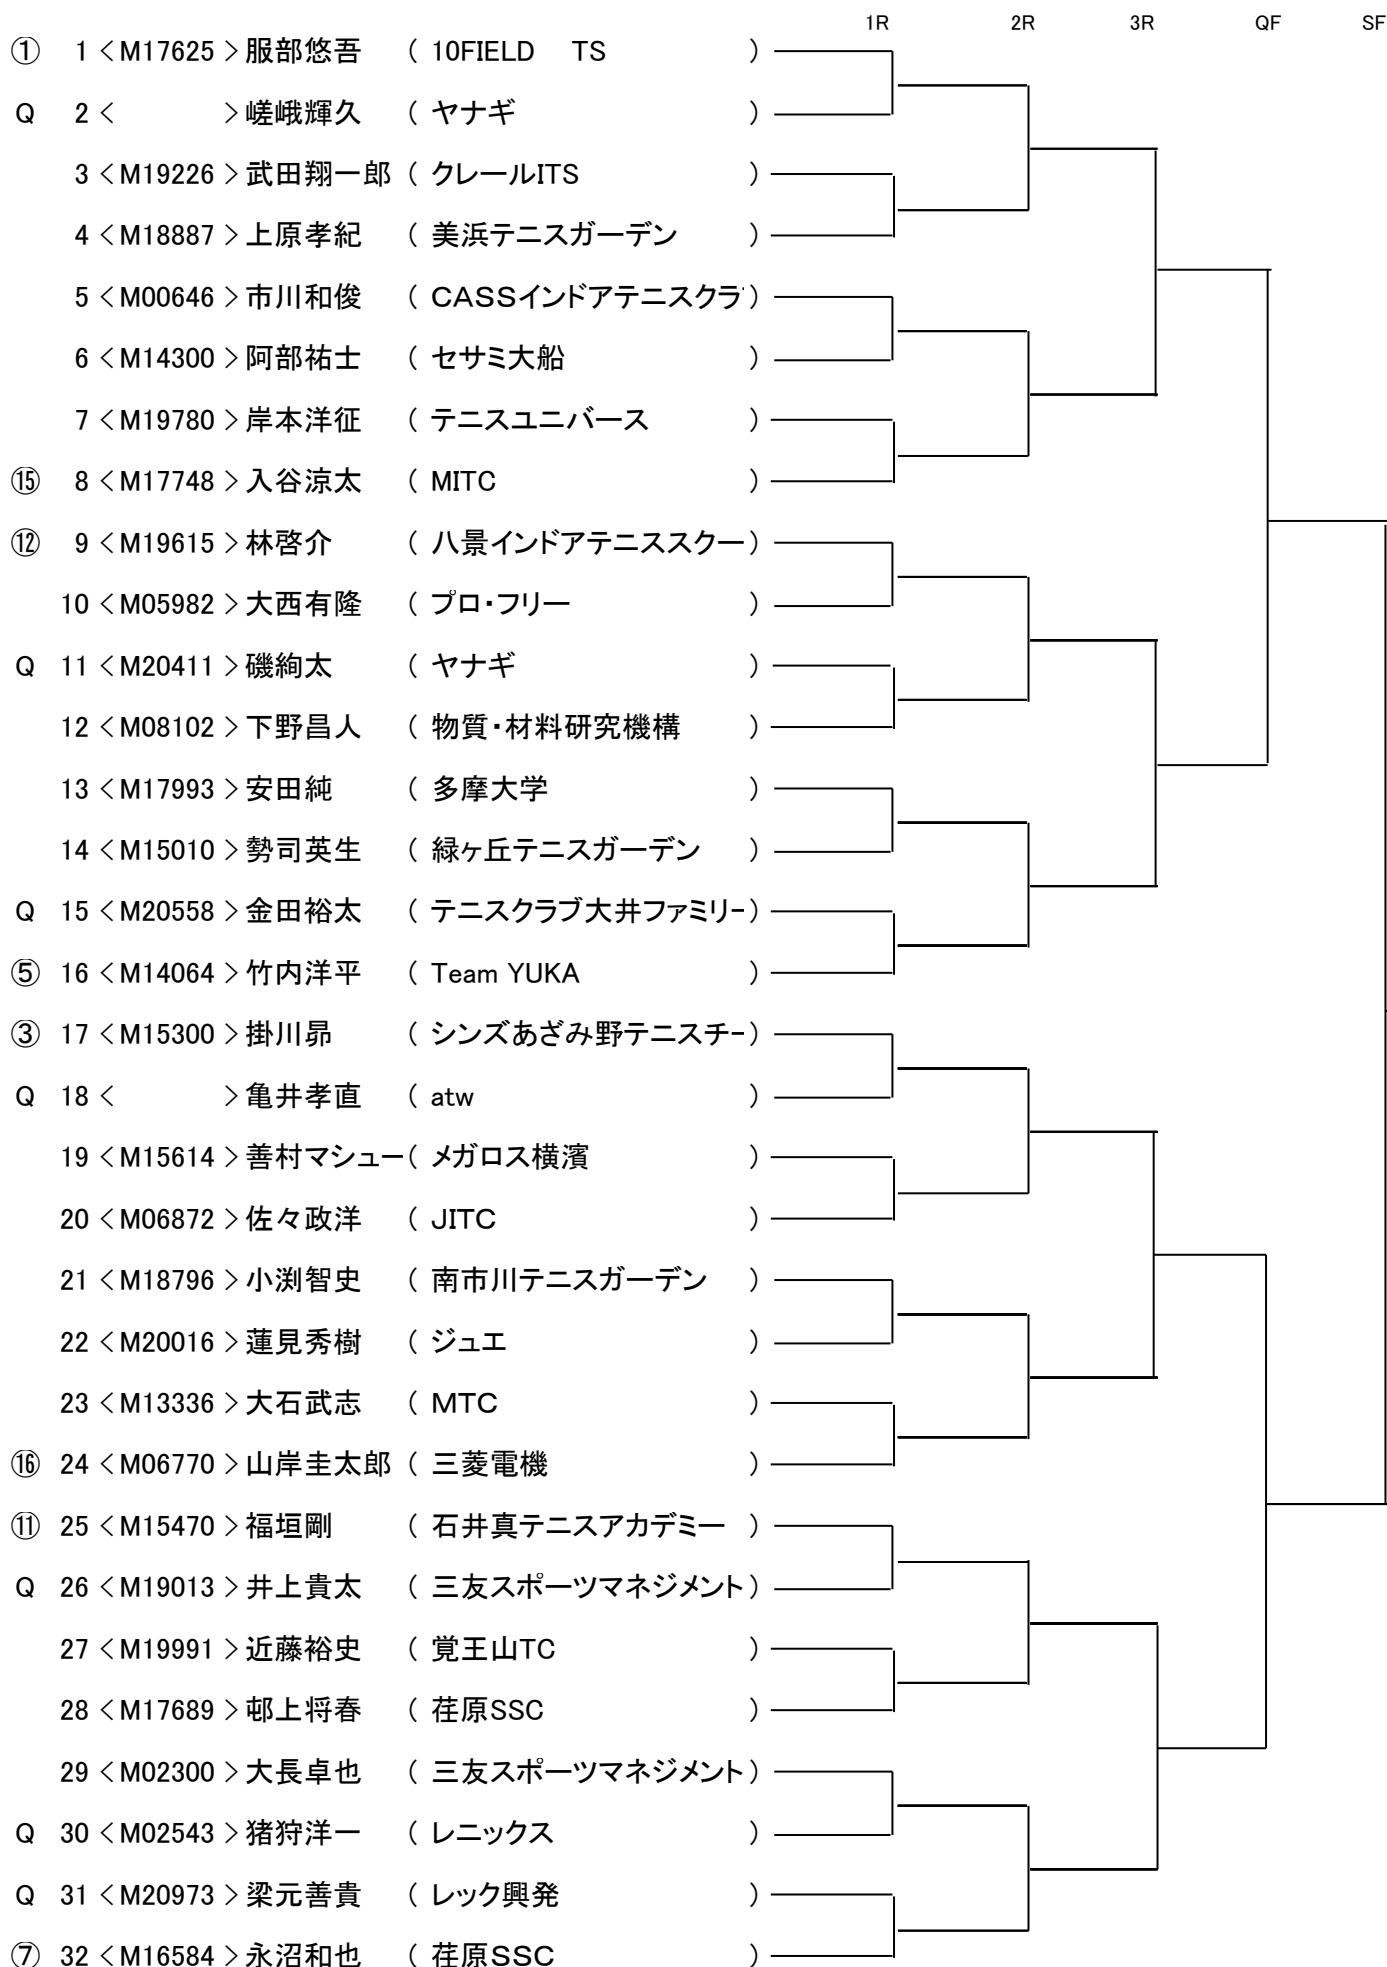 1R 2R 3R QF SF
① 1 <M17625> 服部悠吾 ( 10FIELD TS )
Q 2 < > 嵯峨輝久 ( ヤナギ )
3 <M19226> 武田翔一郎 ( クレールITS )
4 <M18887> 上原孝紀 ( 美浜テニスガーデン )
5 <M00646> 市川和俊 ( CASSインドアテニスクラ )
6 <M14300> 阿部祐士 ( セサミ大船 )
7 <M19780> 岸本洋征 ( テニスユニバース )
⑮ 8 <M17748> 入谷涼太 ( MITC )
⑫ 9 <M19615> 林啓介 ( 八景インドアテニススクー )
10 <M05982> 大西有隆 ( プロ・フリー )
Q 11 <M20411> 磯絢太 ( ヤナギ )
12 <M08102> 下野昌人 ( 物質・材料研究機構 )
13 <M17993> 安田純 ( 多摩大学 )
14 <M15010> 勢司英生 ( 緑ヶ丘テニスガーデン )
Q 15 <M20558> 金田裕太 ( テニスクラブ大井ファミリー )
⑤ 16 <M14064> 竹内洋平 ( Team YUKA )
③ 17 <M15300> 掛川昴 ( シンズあざみ野テニスチー )
Q 18 < > 亀井孝直 ( atw )
19 <M15614> 善村マシュー ( メガロス横濱 )
20 <M06872> 佐々政洋 ( JITC )
21 <M18796> 小渕智史 ( 南市川テニスガーデン )
22 <M20016> 蓮見秀樹 ( ジュエ )
23 <M13336> 大石武志 ( MTC )
⑯ 24 <M06770> 山岸圭太郎 ( 三菱電機 )
⑪ 25 <M15470> 福垣剛 ( 石井真テニスアカデミー )
Q 26 <M19013> 井上貴太 ( 三友スポーツマネジメント )
27 <M19991> 近藤裕史 ( 覚王山TC )
28 <M17689> 邨上将春 ( 荏原SSC )
29 <M02300> 大長卓也 ( 三友スポーツマネジメント )
Q 30 <M02543> 猪狩洋一 ( レニックス )
Q 31 <M20973> 梁元善貴 ( レック興発 )
⑦ 32 <M16584> 永沼和也 ( 荏原SSC )